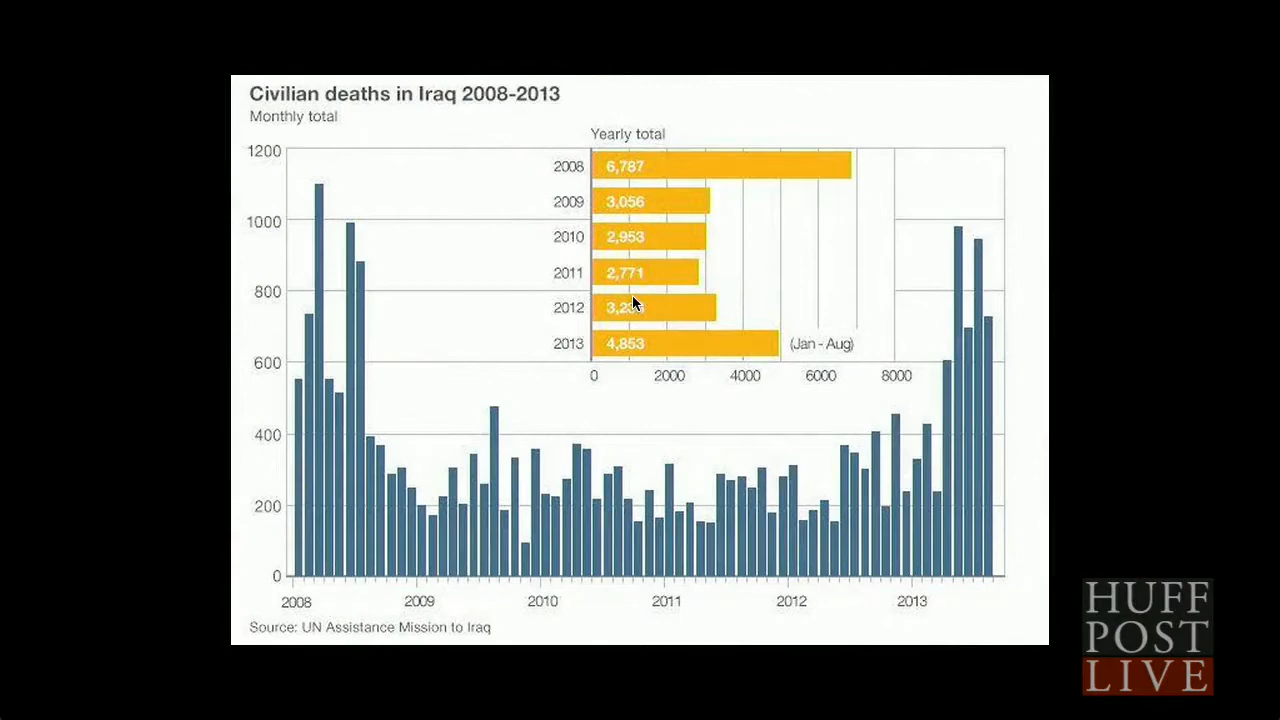 Civilian deaths in Iraq 2008-2013
Monthly total
Yearly total
1200
1000
800
600
400
200
0
2008 6,787
2009 3,056
2010 2,953
2011 2,771
2012
2013 4,853 (Jan - Aug)
0 2000 4000 6000 8000
2008 2009 2010 2011 2012 2013
Source: UN Assistance Mission to Iraq
HUFF
POST
LIVE